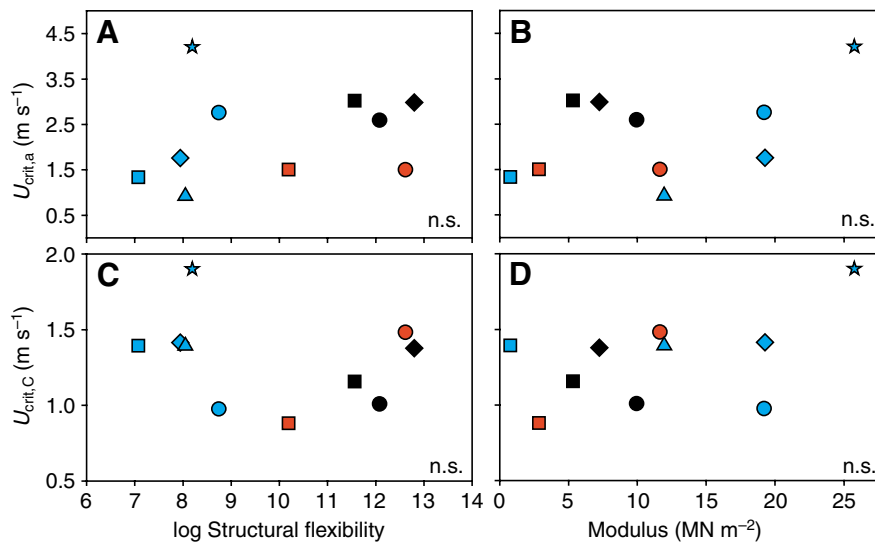 A
B
4.5
3.5
2.5
1.5
0.5
U crit,a (m s⁻¹)
n.s.
n.s.
C
D
2.0
1.5
1.0
0.5
U crit,C (m s⁻¹)
n.s.
n.s.
6 7 8 9 10 11 12 13 14
0 5 10 15 20 25
log Structural flexibility
Modulus (MN m⁻²)